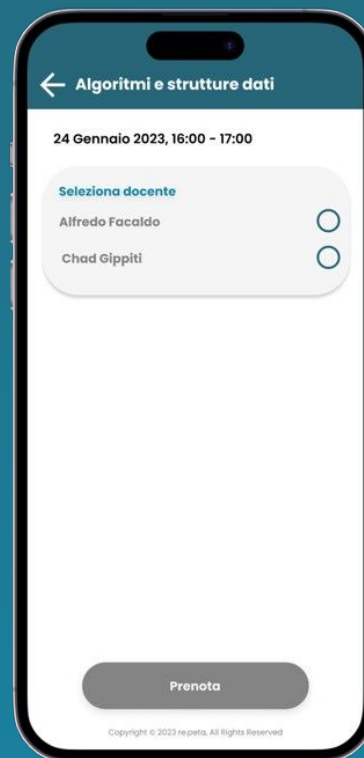 Algoritmi e strutture dati
24 Gennaio 2023, 16:00 - 17:00
Seleziona docente
Alfredo Facaldo
Chad Gippiti
Prenota
Copyright © 2023 re.peta, All Rights Reserved